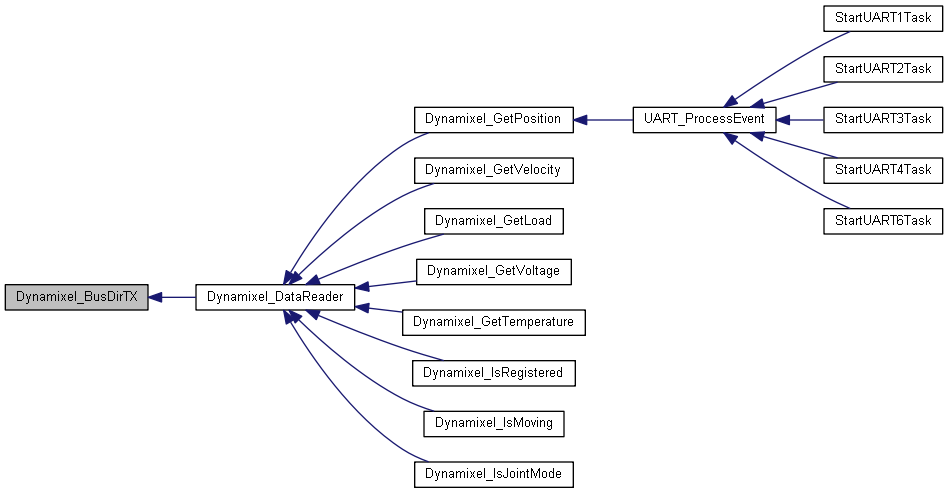 StartUART1Task
StartUART2Task
Dynamixel_GetPosition
UART_ProcessEvent
StartUART3Task
Dynamixel_GetVelocity
StartUART4Task
Dynamixel_GetLoad
StartUART6Task
Dynamixel_GetVoltage
Dynamixel_BusDirTX
Dynamixel_DataReader
Dynamixel_GetTemperature
Dynamixel_IsRegistered
Dynamixel_IsMoving
Dynamixel_IsJointMode